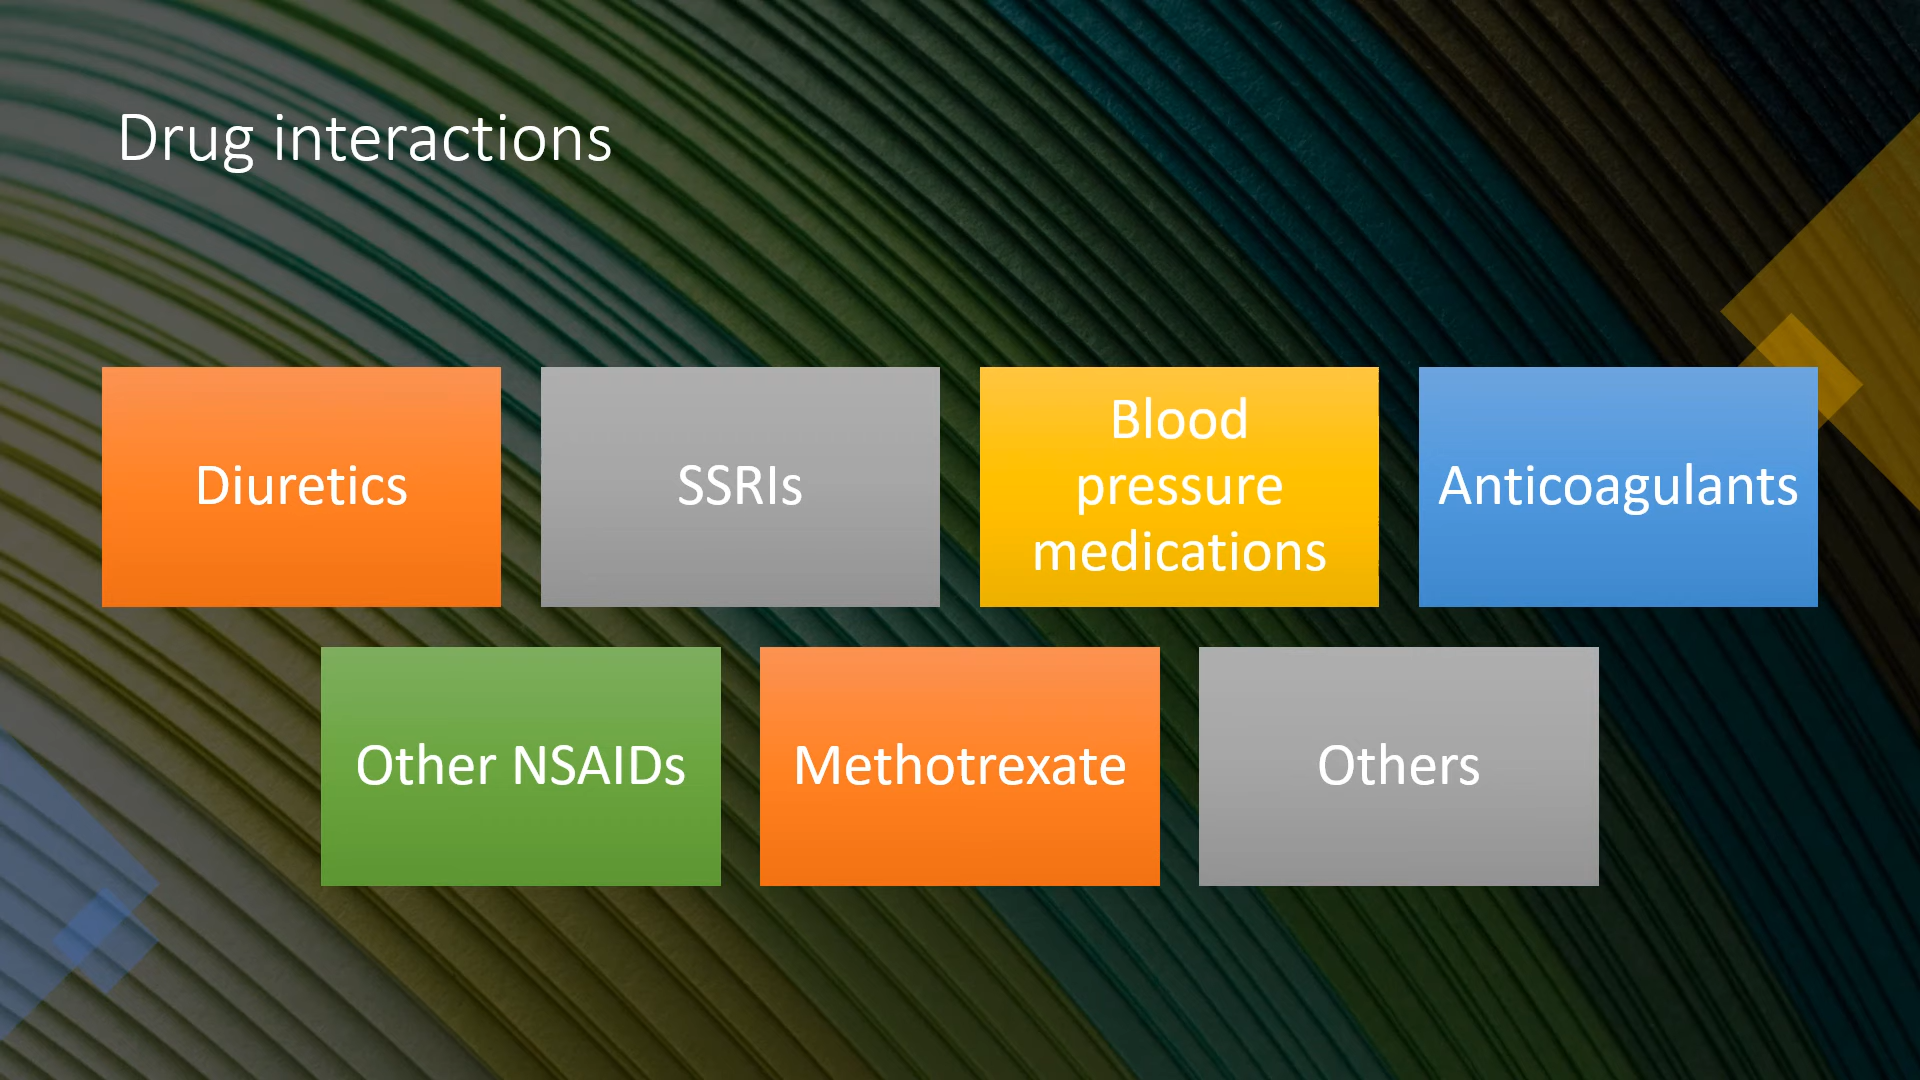 Drug interactions
Diuretics
SSRIs
Blood
pressure
medications
Anticoagulants
Other NSAIDs
Methotrexate
Others